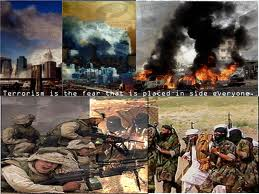 Terrorism is the fear that is placed in side everyone.